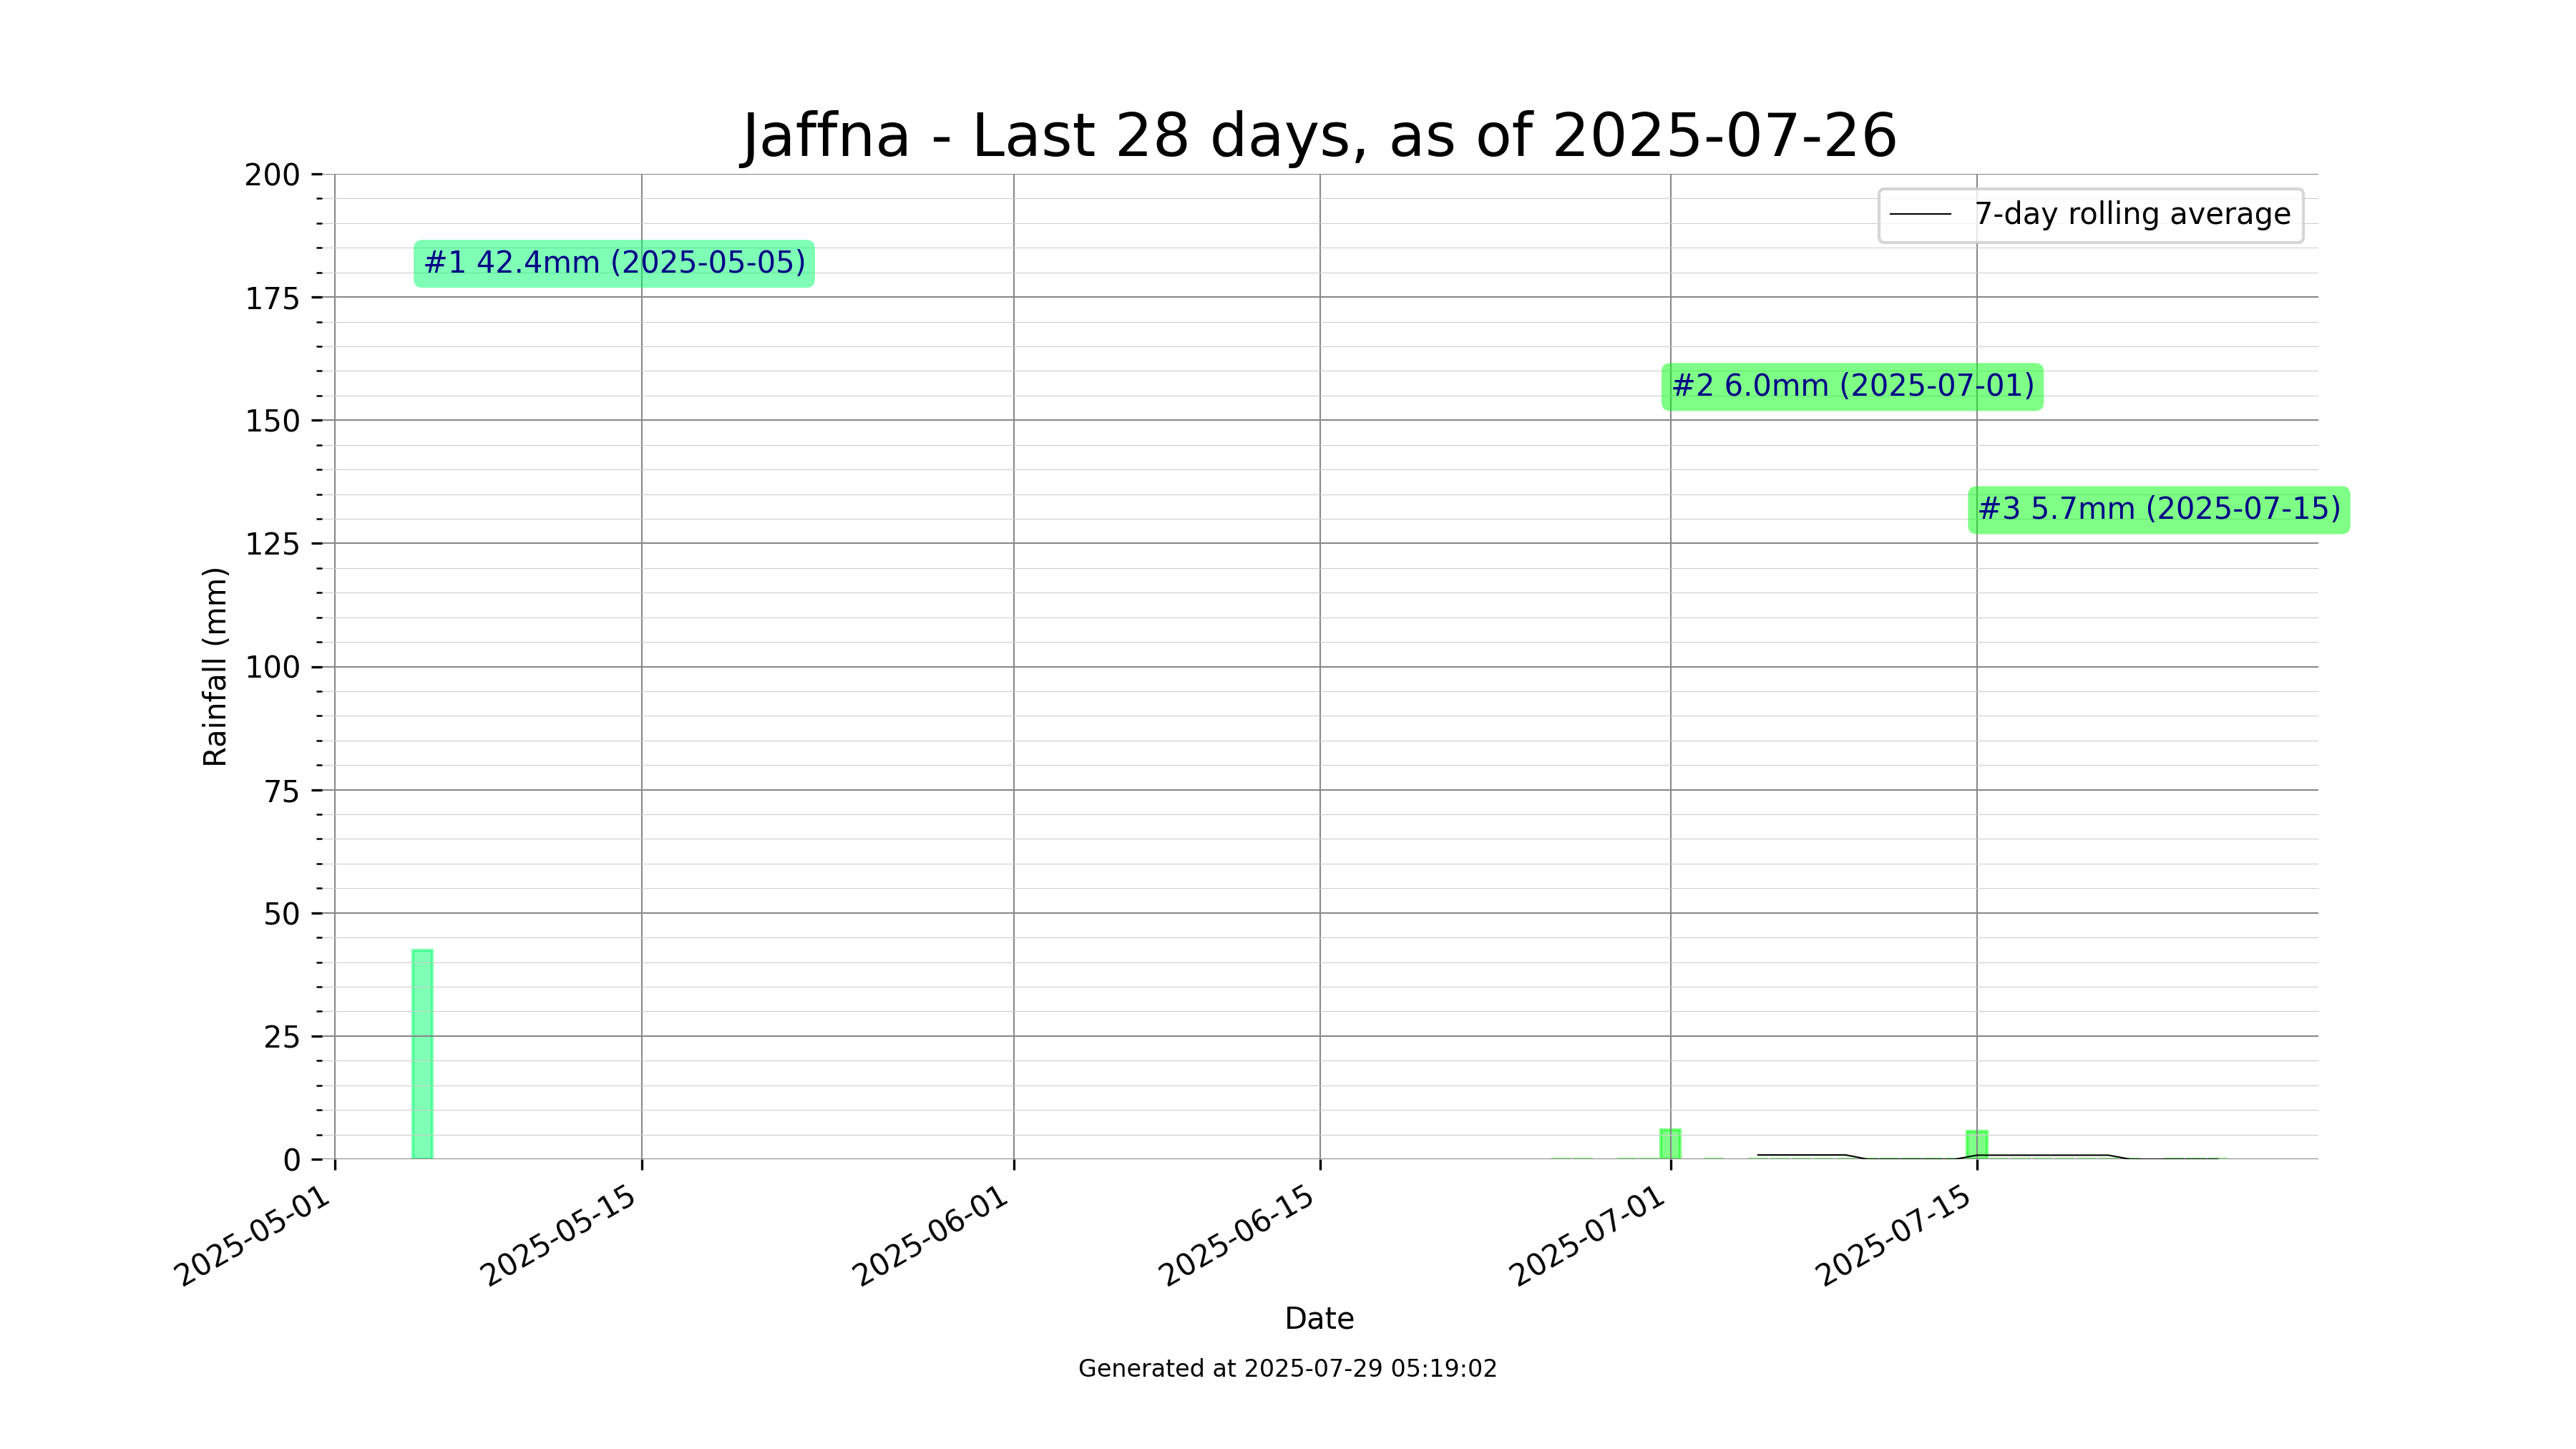 Jaffna - Last 28 days, as of 2025-07-26
7-day rolling average
#1 42.4mm (2025-05-05)
#2 6.0mm (2025-07-01)
#3 5.7mm (2025-07-15)
Rainfall (mm)
200
175
150
125
100
75
50
25
0
2025-05-01
2025-05-15
2025-06-01
2025-06-15
2025-07-01
2025-07-15
Date
Generated at 2025-07-29 05:19:02